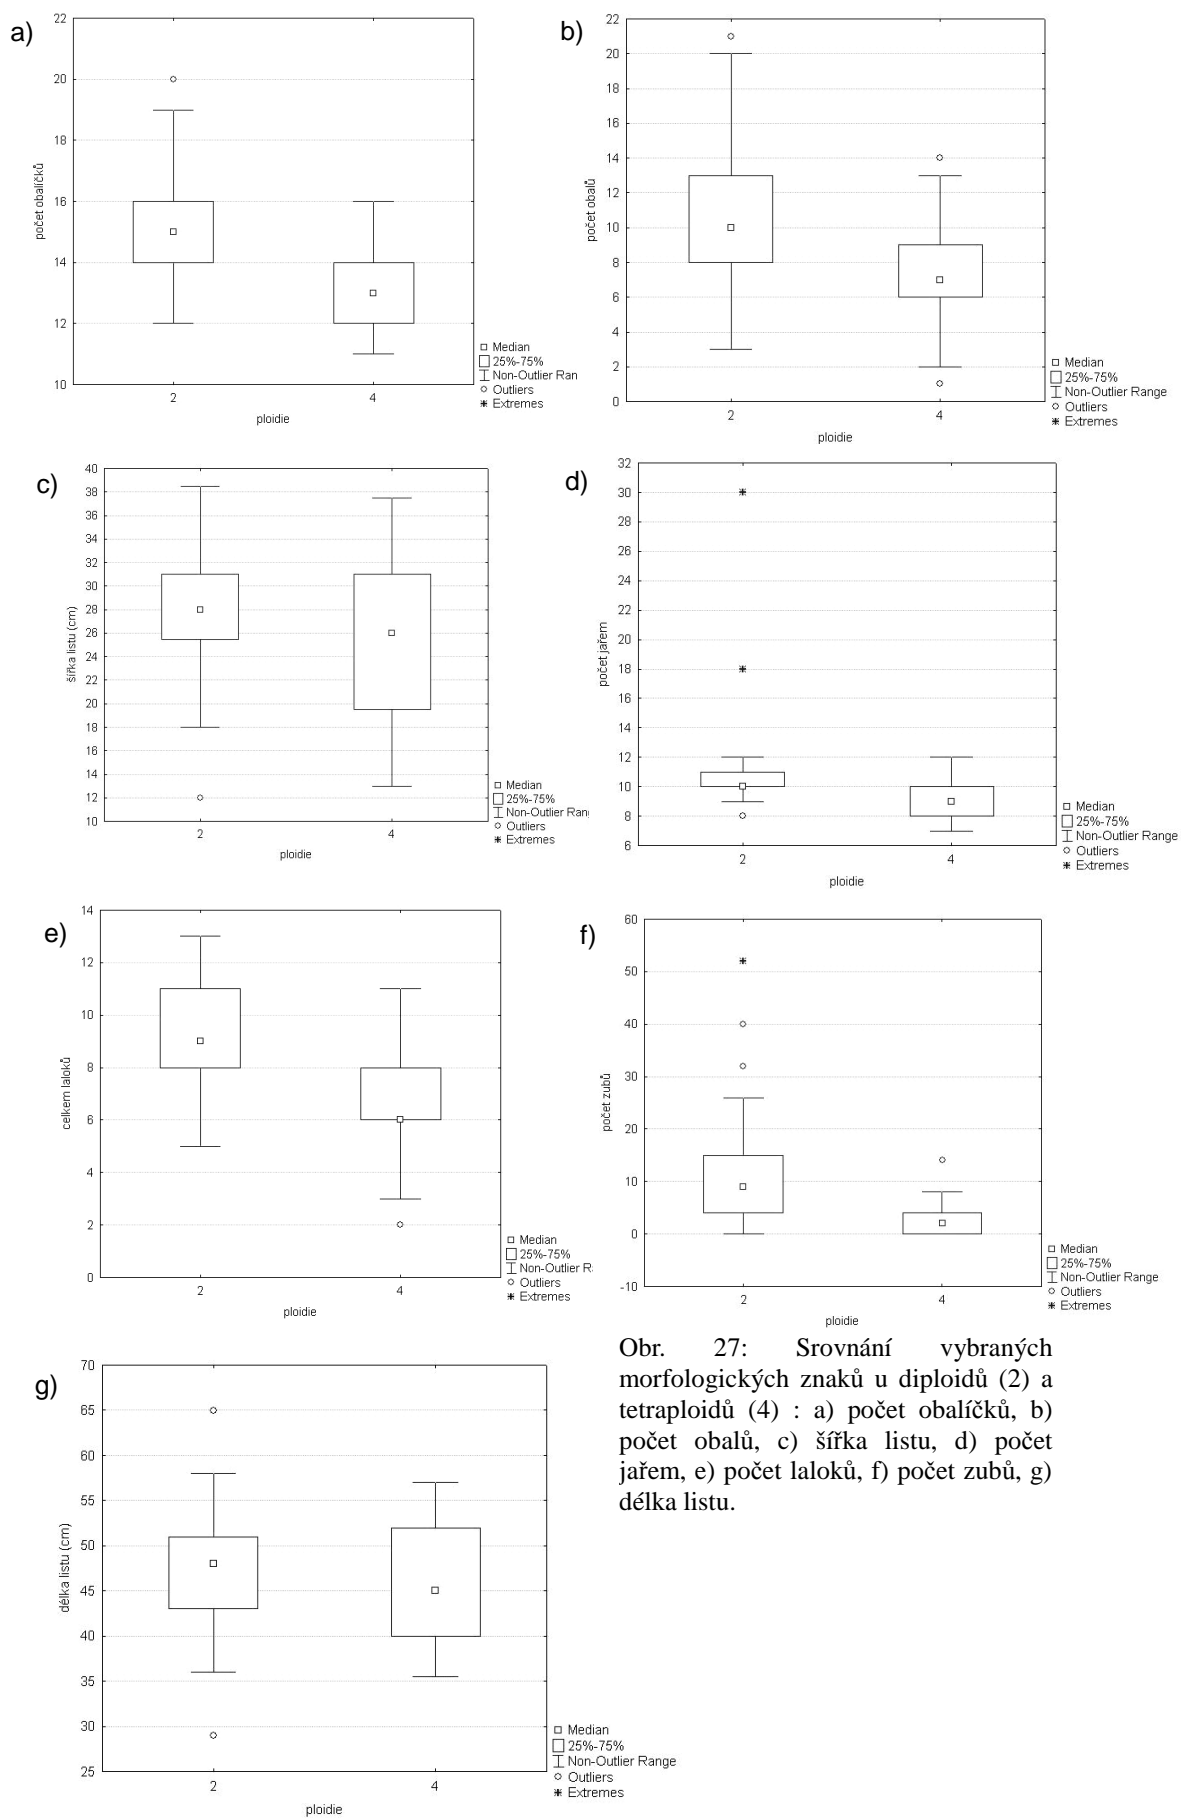 a)
22
20
18
16
14
12
10
počet obalíčků
2
4
ploidie
Median
25%-75%
Non-Outlier Ran
Outliers
Extremes
b)
22
20
18
16
14
12
10
8
6
4
2
0
počet obalů
2
4
ploidie
Median
25%-75%
Non-Outlier Range
Outliers
Extremes
c)
40
38
36
34
32
30
28
26
24
22
20
18
16
14
12
10
šířka listu (cm)
2
4
ploidie
Median
25%-75%
Non-Outlier Rang
Outliers
Extremes
d)
32
30
28
26
24
22
20
18
16
14
12
10
8
6
počet jařem
2
4
ploidie
Median
25%-75%
Non-Outlier Range
Outliers
Extremes
e)
14
12
10
8
6
4
2
0
celkem laloků
2
4
ploidie
Median
25%-75%
Non-Outlier R
Outliers
Extremes
f)
60
50
40
30
20
10
0
-10
počet zubů
2
4
ploidie
Median
25%-75%
Non-Outlier Range
Outliers
Extremes
Obr. 27: Srovnání vybraných
morfologických znaků u diploidů (2) a
tetraploidů (4) : a) počet obalíčků, b)
počet obalů, c) šířka listu, d) počet
jařem, e) počet laloků, f) počet zubů, g)
délka listu.
g)
70
65
60
55
50
45
40
35
30
25
délka listu (cm)
2
4
ploidie
Median
25%-75%
Non-Outlier Range
Outliers
Extremes